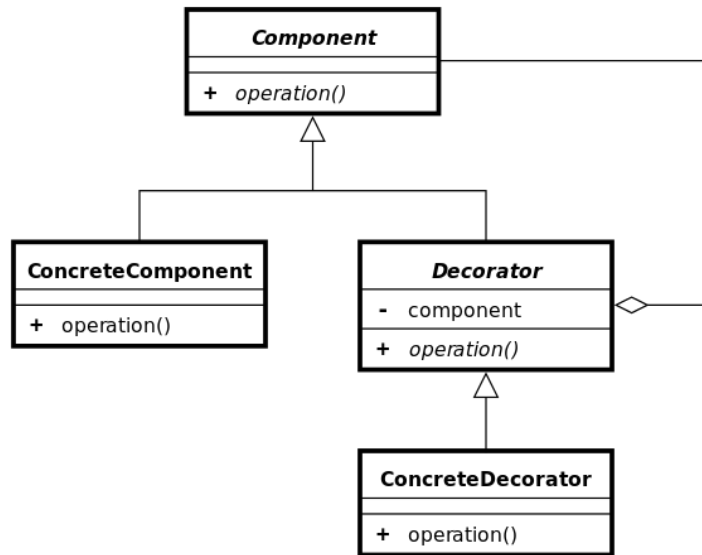 Component
+ operation()
ConcreteComponent
+ operation()
Decorator
- component
+ operation()
ConcreteDecorator
+ operation()